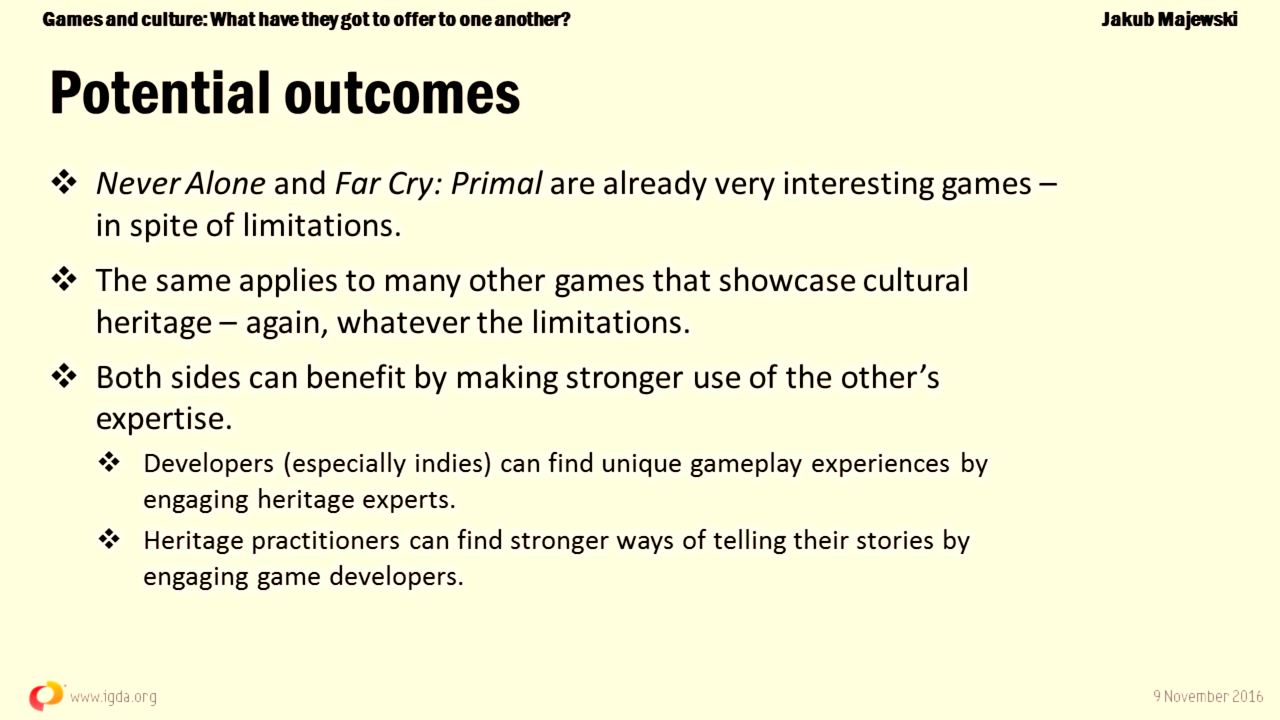 Games and culture: What have they got to offer to one another?
Jakub Majewski
Potential outcomes
❖ Never Alone and Far Cry: Primal are already very interesting games –
in spite of limitations.
❖ The same applies to many other games that showcase cultural
heritage – again, whatever the limitations.
❖ Both sides can benefit by making stronger use of the other’s
expertise.
❖ Developers (especially indies) can find unique gameplay experiences by
engaging heritage experts.
❖ Heritage practitioners can find stronger ways of telling their stories by
engaging game developers.
www.igda.org
9 November 2016